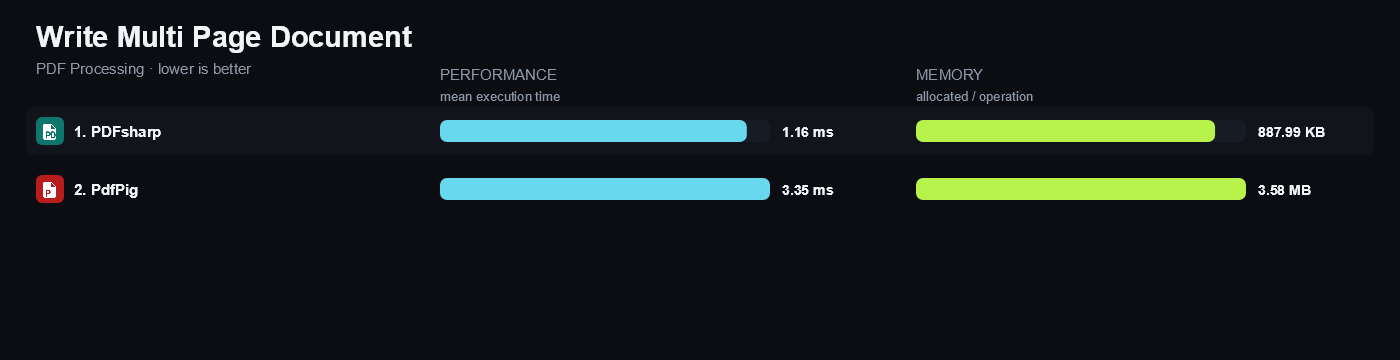 Write Multi Page Document
PDF Processing · lower is better
PERFORMANCE
mean execution time
MEMORY
allocated / operation
PD
1. PDFsharp
1.16 ms
887.99 KB
P
2. PdfPig
3.35 ms
3.58 MB